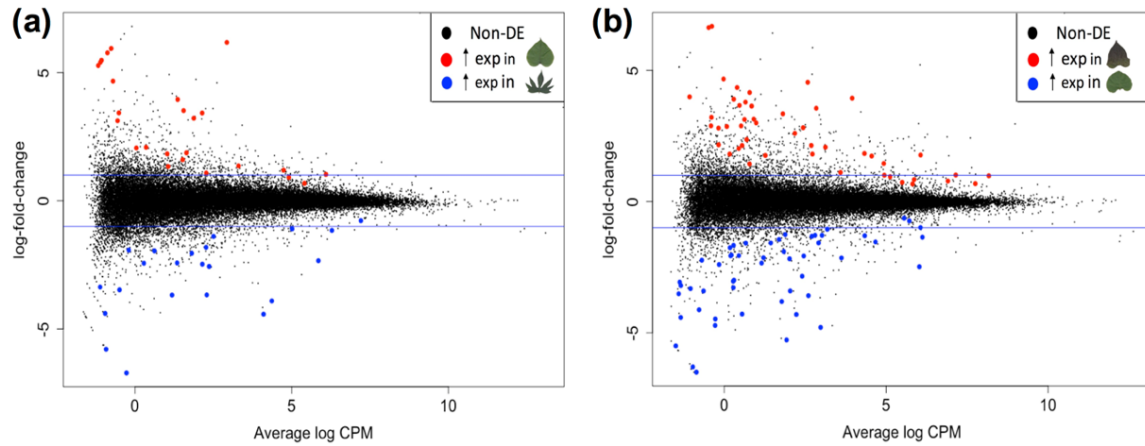 (a)
Non-DE
↑ exp in
↑ exp in
log-fold-change
5
0
-5
0
5
10
Average log CPM
(b)
Non-DE
↑ exp in
↑ exp in
log-fold-change
5
0
-5
0
5
10
Average log CPM